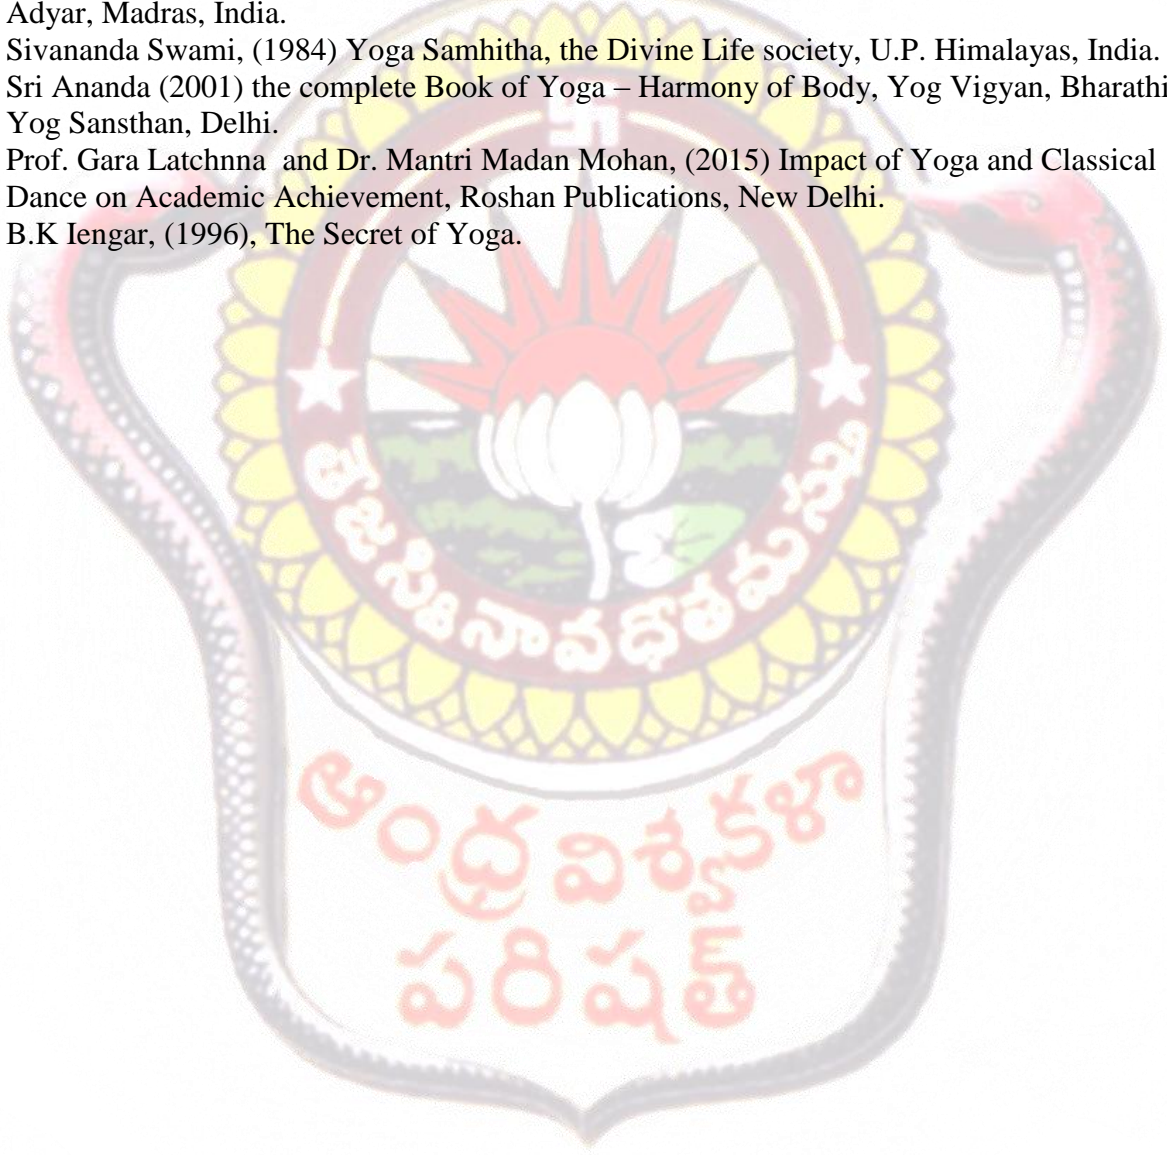 Adyar, Madras, India.
Sivananda Swami, (1984) Yoga Samhitha, the Divine Life society, U.P. Himalayas, India.
Sri Ananda (2001) the complete Book of Yoga – Harmony of Body, Yog Vigyan, Bharathi
Yog Sansthan, Delhi.
Prof. Gara Latchnna and Dr. Mantri Madan Mohan, (2015) Impact of Yoga and Classical
Dance on Academic Achievement, Roshan Publications, New Delhi.
B.K Iengar, (1996), The Secret of Yoga.
ఆంధ్ర విశ్వకళా
పరిషత్